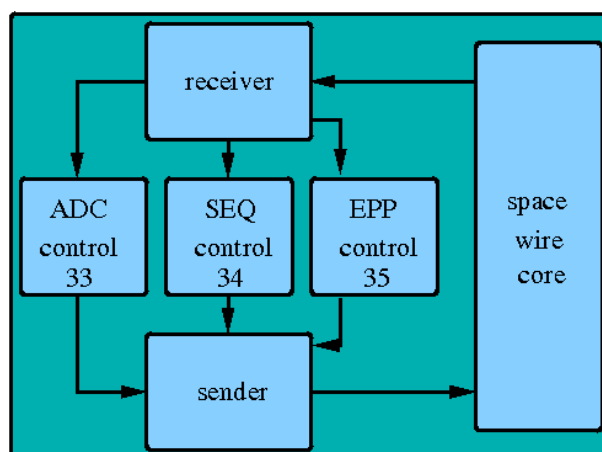 receiver
ADC
control
33
SEQ
control
34
EPP
control
35
space
wire
core
sender